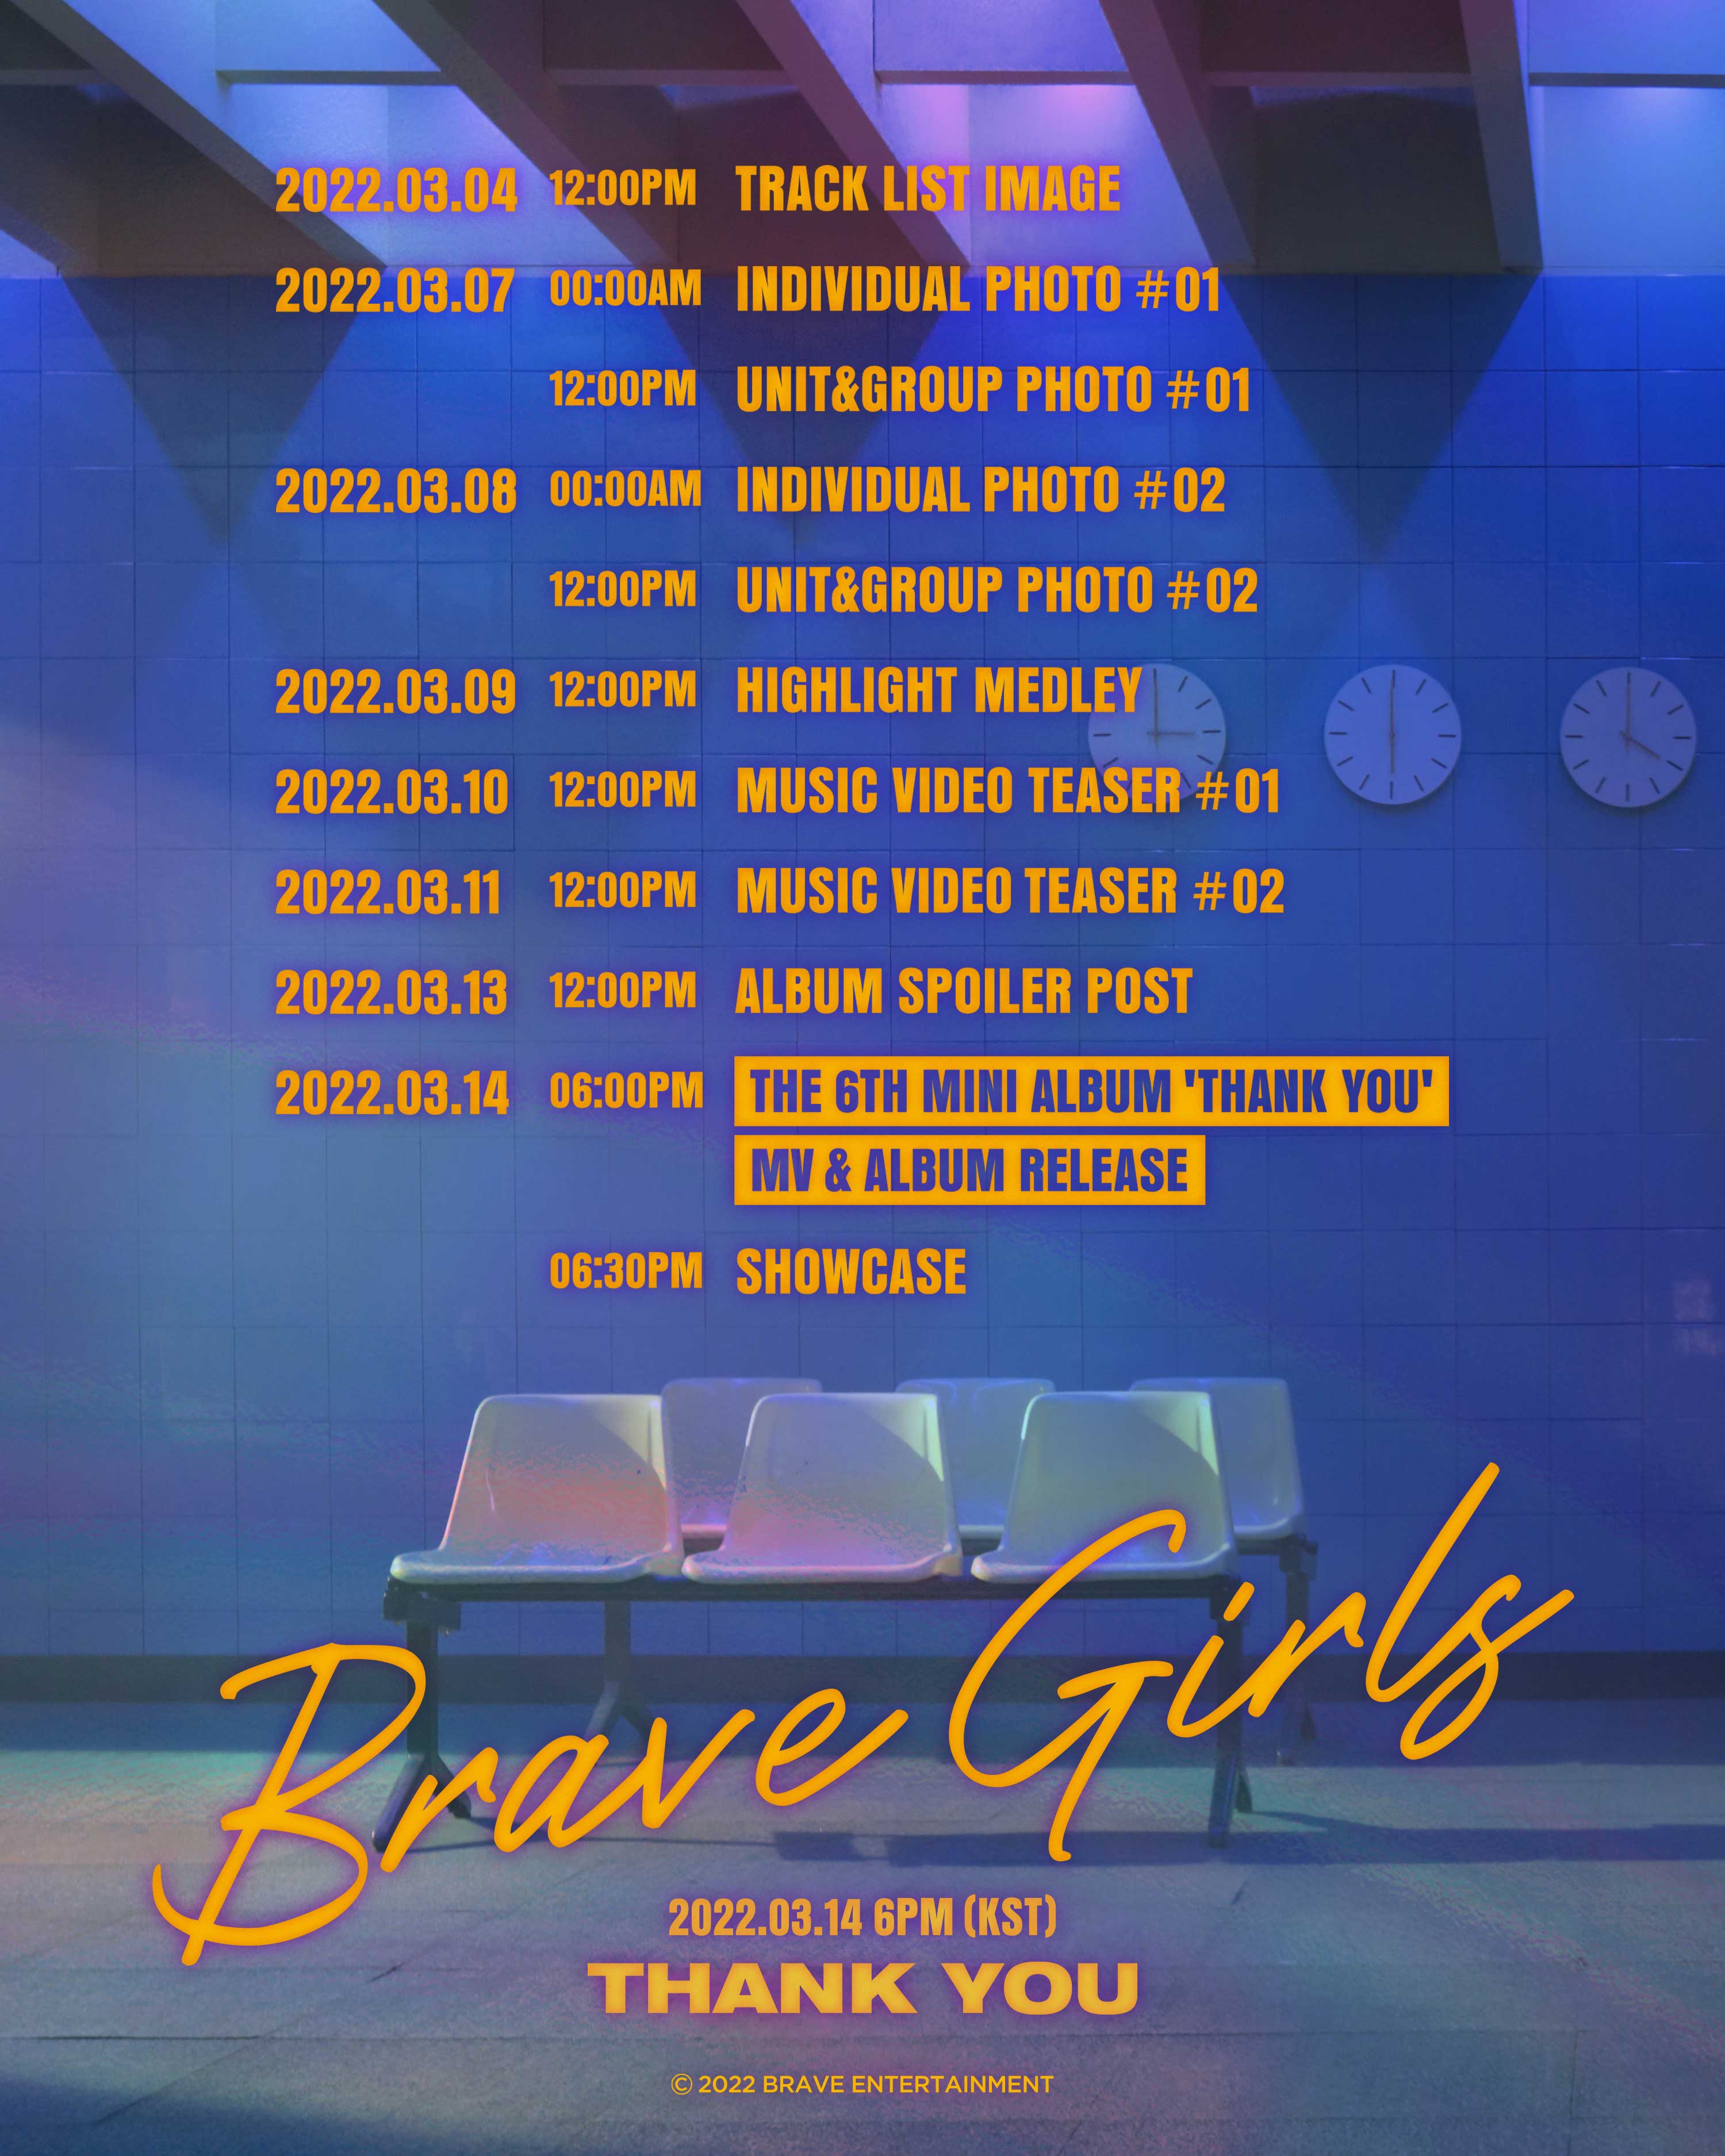 2022.03.04 12:00PM TRACK LIST IMAGE
2022.03.07 00:00AM INDIVIDUAL PHOTO #01
12:00PM UNIT&GROUP PHOTO #01
2022.03.08 00:00AM INDIVIDUAL PHOTO #02
12:00PM UNIT&GROUP PHOTO #02
2022.03.09 12:00PM HIGHLIGHT MEDLEY
2022.03.10 12:00PM MUSIC VIDEO TEASER #01
2022.03.11 12:00PM MUSIC VIDEO TEASER #02
2022.03.13 12:00PM ALBUM SPOILER POST
2022.03.14 06:00PM THE 6TH MINI ALBUM 'THANK YOU'
MV & ALBUM RELEASE
06:30PM SHOWCASE
Brave Girls
2022.03.14 6PM (KST)
THANK YOU
© 2022 BRAVE ENTERTAINMENT